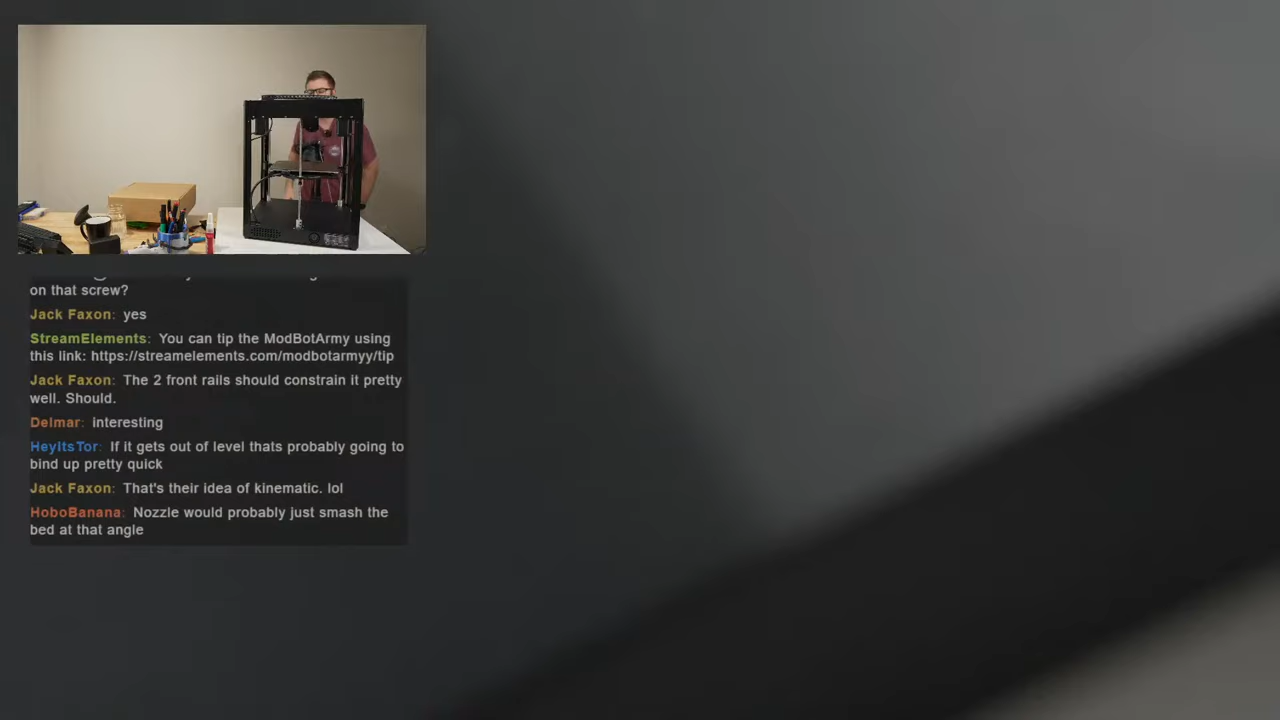 on that screw?
Jack Faxon: yes
StreamElements: You can tip the ModBotArmy using
this link: https://streamelements.com/modbotarmyy/tip
Jack Faxon: The 2 front rails should constrain it pretty
well. Should.
Delmar: interesting
HeyItsTor: If it gets out of level thats probably going to
bind up pretty quick
Jack Faxon: That's their idea of kinematic. lol
HoboBanana: Nozzle would probably just smash the
bed at that angle